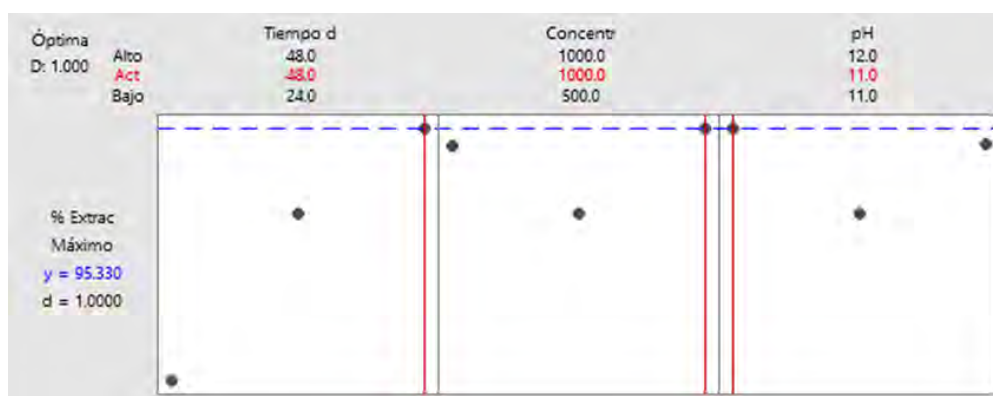 Óptima
D: 1.000
Tiempo d Concentr pH
Alto 48.0 1000.0 12.0
Act 48.0 1000.0 11.0
Bajo 24.0 500.0 11.0
% Extrac
Máximo
y = 95.330
d = 1.0000